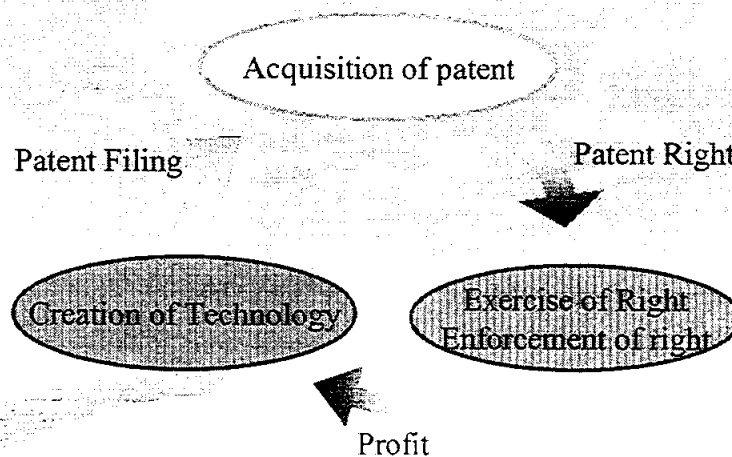 Acquisition of patent
Patent Filing
Patent Right
Creation of Technology
Exercise of Right
Enforcement of right
Profit